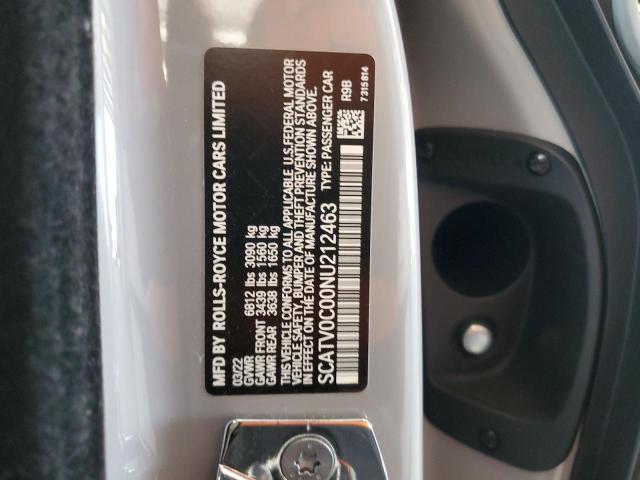 MFD BY ROLLS-ROYCE MOTOR CARS LIMITED
03/22
GVWR 6812 lbs 3090 kg
GAWR FRONT 3439 lbs 1560 kg
GAWR REAR 3638 lbs 1650 kg
THIS VEHICLE CONFORMS TO ALL APPLICABLE U.S. FEDERAL MOTOR
VEHICLE SAFETY, BUMPER AND THEFT PREVENTION STANDARDS
IN EFFECT ON THE DATE OF MANUFACTURE SHOWN ABOVE.
SCATV0C00NU212463 TYPE: PASSENGER CAR
R9B
7315814